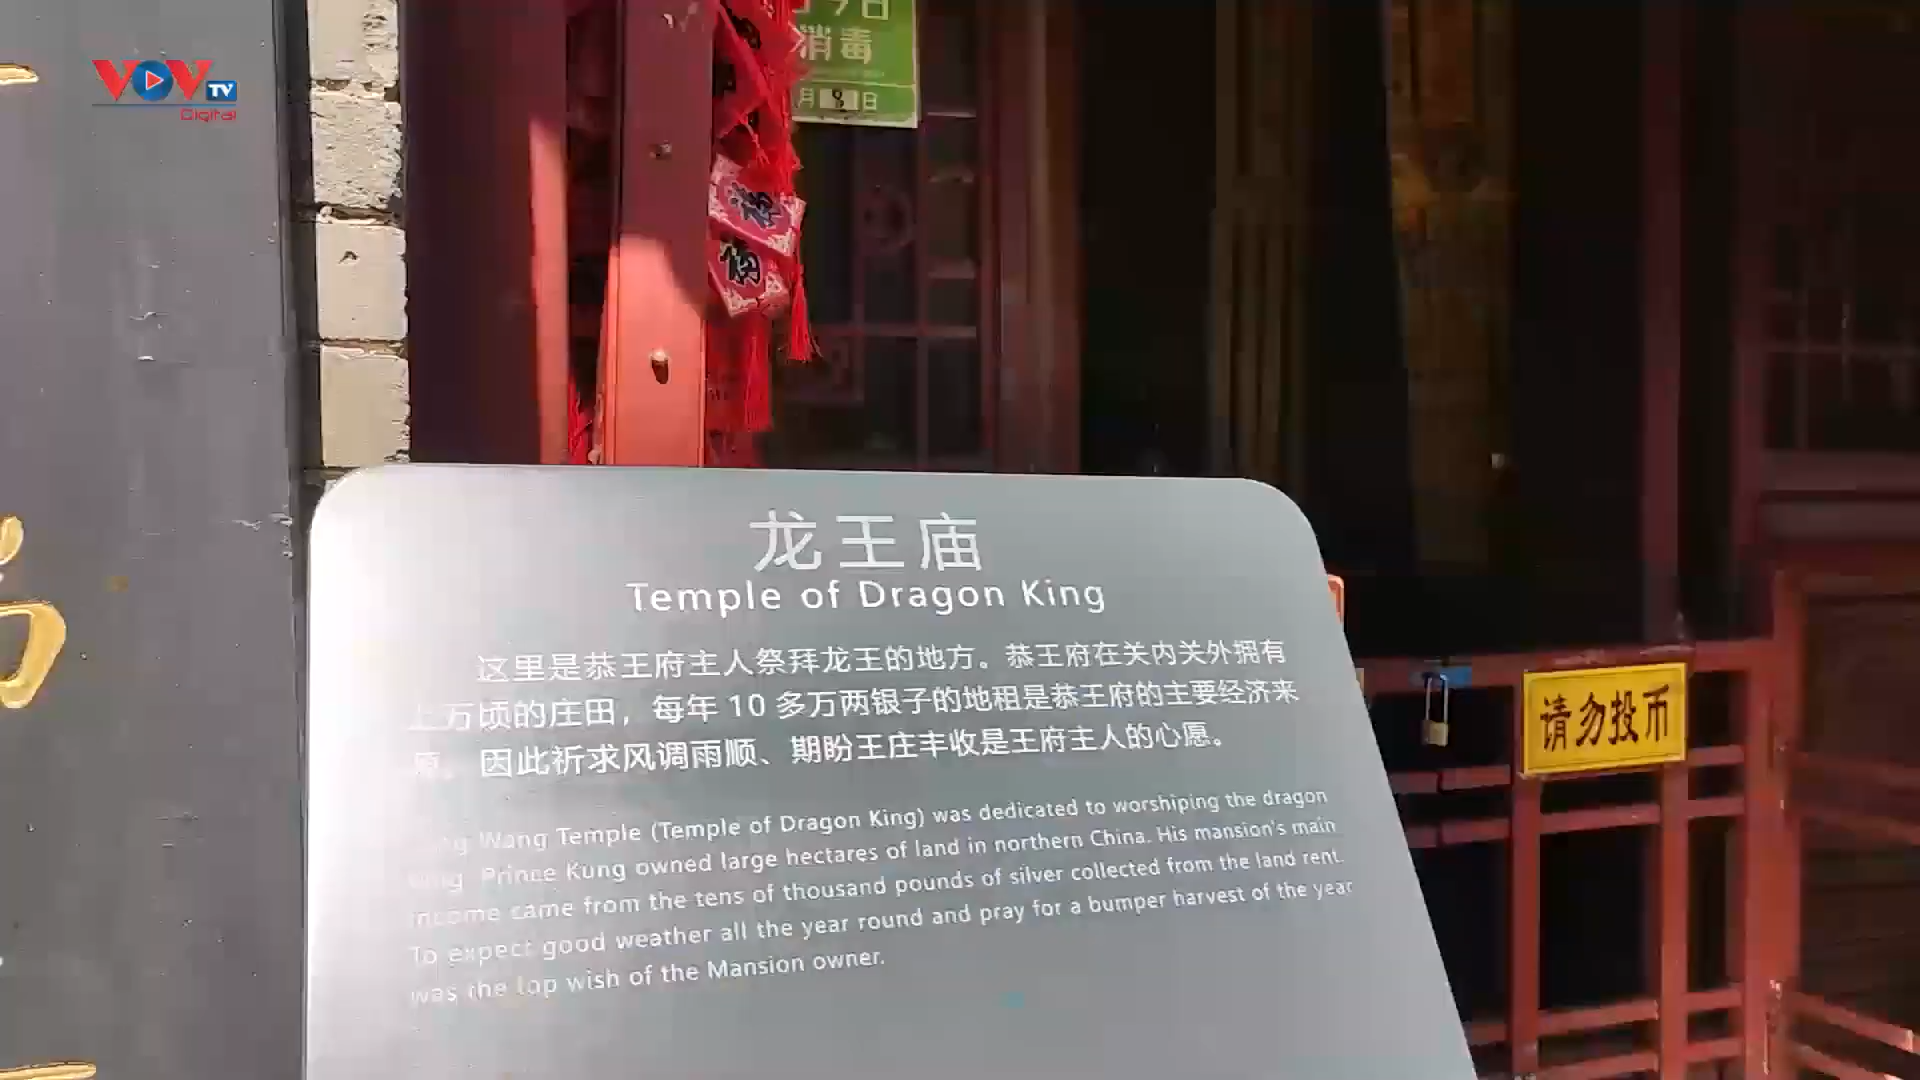 VOV TV
Digital
消毒
月8日
福
福
龙王庙
Temple of Dragon King
这里是恭王府主人祭拜龙王的地方。恭王府在关内关外拥有
上万顷的庄田，每年 10 多万两银子的地租是恭王府的主要经济来
源。因此祈求风调雨顺、期盼王庄丰收是王府主人的心愿。
Wang Temple (Temple of Dragon King) was dedicated to worshiping the dragon
king. Prince Kung owned large hectares of land in northern China. His mansion's main
income came from the tens of thousand pounds of silver collected from the land rent.
To expect good weather all the year round and pray for a bumper harvest of the year
was the top wish of the Mansion owner.
请勿投币